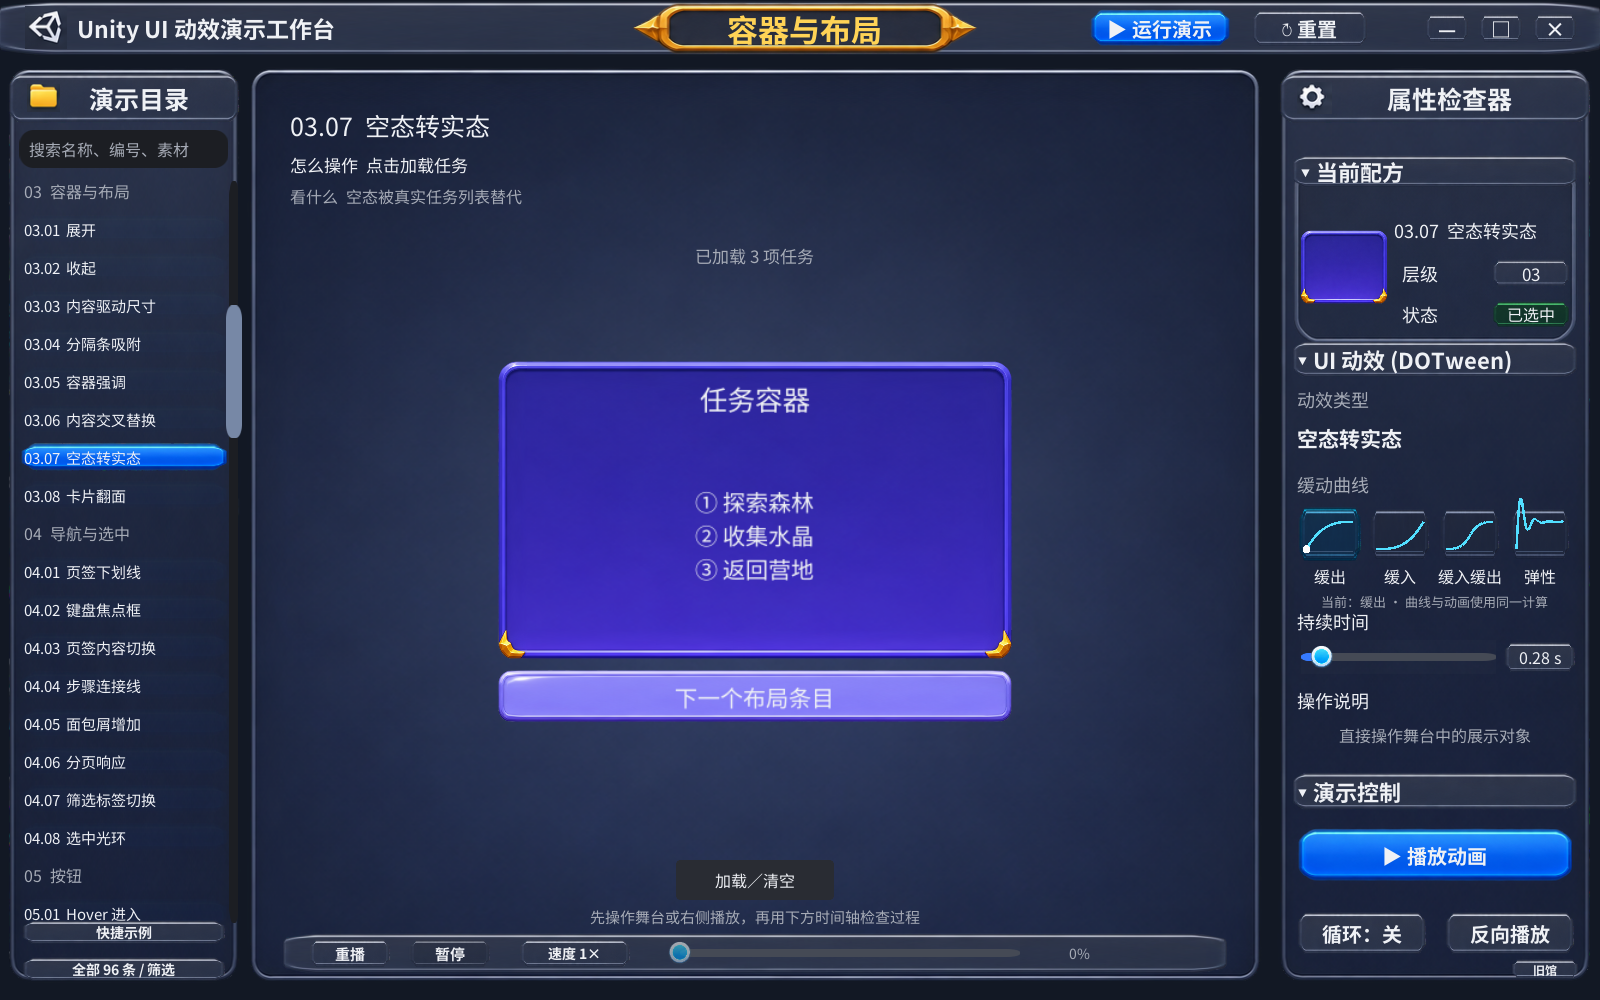 Unity UI 动效演示工作台
容器与布局
▶ 运行演示
↻ 重置
演示目录
搜索名称、编号、素材
03 容器与布局
03.01 展开
03.02 收起
03.03 内容驱动尺寸
03.04 分隔条吸附
03.05 容器强调
03.06 内容交叉替换
03.07 空态转实态
03.08 卡片翻面
04 导航与选中
04.01 页签下划线
04.02 键盘焦点框
04.03 页签内容切换
04.04 步骤连接线
04.05 面包屑增加
04.06 分页响应
04.07 筛选标签切换
04.08 选中光环
05 按钮
05.01 Hover 进入
快捷示例
全部 96 条 / 筛选
03.07 空态转实态
怎么操作 点击加载任务
看什么 空态被真实任务列表替代
已加载 3 项任务
任务容器
① 探索森林
② 收集水晶
③ 返回营地
下一个布局条目
加载／清空
先操作舞台或右侧播放，再用下方时间轴检查过程
重播
暂停
速度 1×
0%
属性检查器
▼ 当前配方
03.07 空态转实态
层级
03
状态
已选中
▼ UI 动效 (DOTween)
动效类型
空态转实态
缓动曲线
缓出
缓入
缓入缓出
弹性
当前：缓出 · 曲线与动画使用同一计算
持续时间
0.28 s
操作说明
直接操作舞台中的展示对象
▼ 演示控制
▶ 播放动画
循环：关
反向播放
旧馆